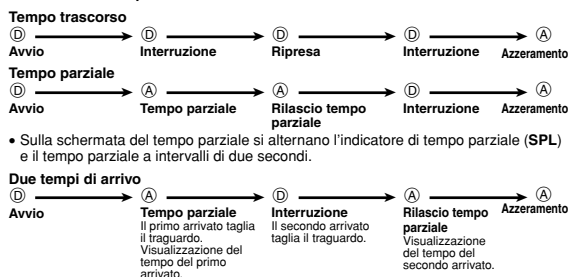 Tempo trascorso
Ⓓ Ⓓ Ⓓ Ⓓ Ⓐ
Avvio Interruzione Ripresa Interruzione Azzeramento
Tempo parziale
Ⓓ Ⓐ Ⓐ Ⓓ Ⓐ
Avvio Tempo parziale Rilascio tempo parziale Interruzione Azzeramento
• Sulla schermata del tempo parziale si alternano l'indicatore di tempo parziale (SPL)
e il tempo parziale a intervalli di due secondi.
Due tempi di arrivo
Ⓓ Ⓐ Ⓓ Ⓐ Ⓐ
Avvio
Tempo parziale
Il primo arrivato taglia
il traguardo.
Visualizzazione del
tempo del primo
arrivato.
Interruzione
Il secondo arrivato
taglia il traguardo.
Rilascio tempo
parziale
Visualizzazione
del tempo del
secondo arrivato.
Azzeramento